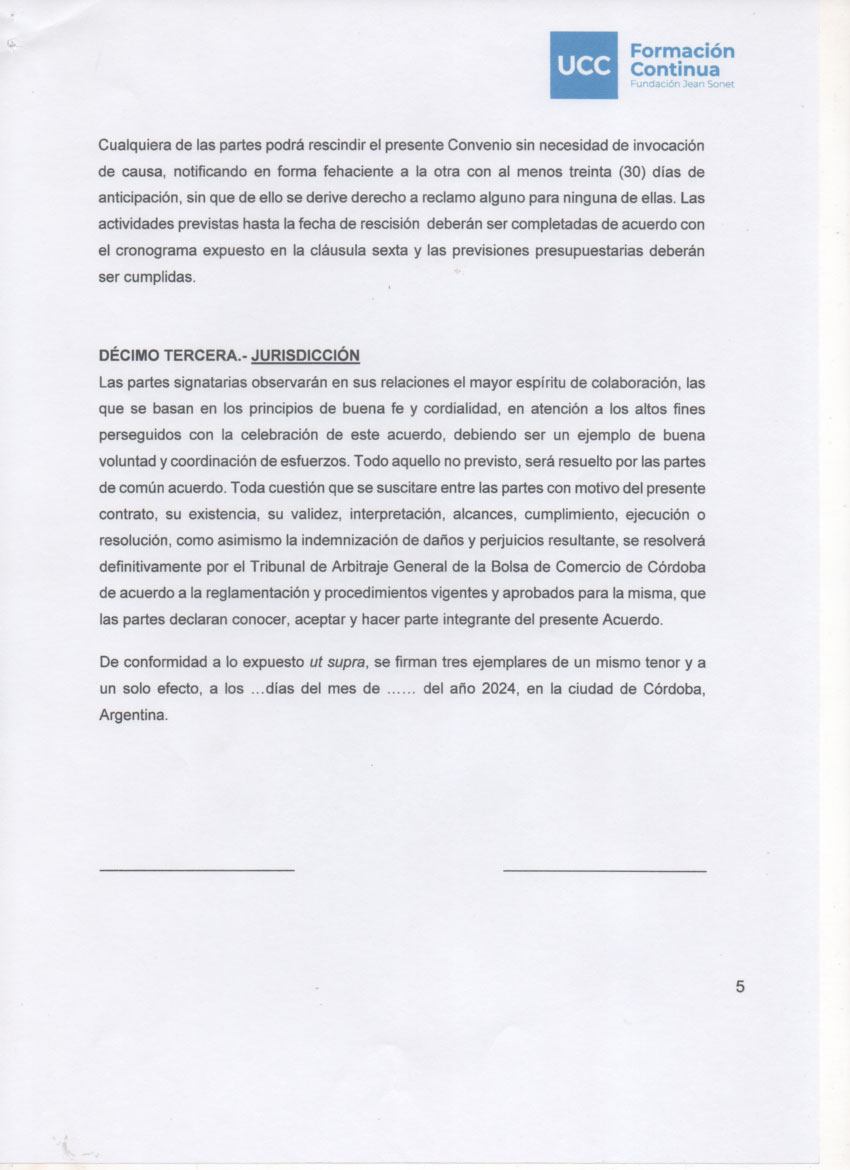 UCC
Formación
Continua
Fundación Jean Sonet
Cualquiera de las partes podrá rescindir el presente Convenio sin necesidad de invocación
de causa, notificando en forma fehaciente a la otra con al menos treinta (30) días de
anticipación, sin que de ello se derive derecho a reclamo alguno para ninguna de ellas. Las
actividades previstas hasta la fecha de rescisión deberán ser completadas de acuerdo con
el cronograma expuesto en la cláusula sexta y las previsiones presupuestarias deberán
ser cumplidas.
DÉCIMO TERCERA.- JURISDICCIÓN
Las partes signatarias observarán en sus relaciones el mayor espíritu de colaboración, las
que se basan en los principios de buena fe y cordialidad, en atención a los altos fines
perseguidos con la celebración de este acuerdo, debiendo ser un ejemplo de buena
voluntad y coordinación de esfuerzos. Todo aquello no previsto, será resuelto por las partes
de común acuerdo. Toda cuestión que se suscitare entre las partes con motivo del presente
contrato, su existencia, su validez, interpretación, alcances, cumplimiento, ejecución o
resolución, como asimismo la indemnización de daños y perjuicios resultante, se resolverá
definitivamente por el Tribunal de Arbitraje General de la Bolsa de Comercio de Córdoba
de acuerdo a la reglamentación y procedimientos vigentes y aprobados para la misma, que
las partes declaran conocer, aceptar y hacer parte integrante del presente Acuerdo.
De conformidad a lo expuesto ut supra, se firman tres ejemplares de un mismo tenor y a
un solo efecto, a los ...días del mes de ...... del año 2024, en la ciudad de Córdoba,
Argentina.
5